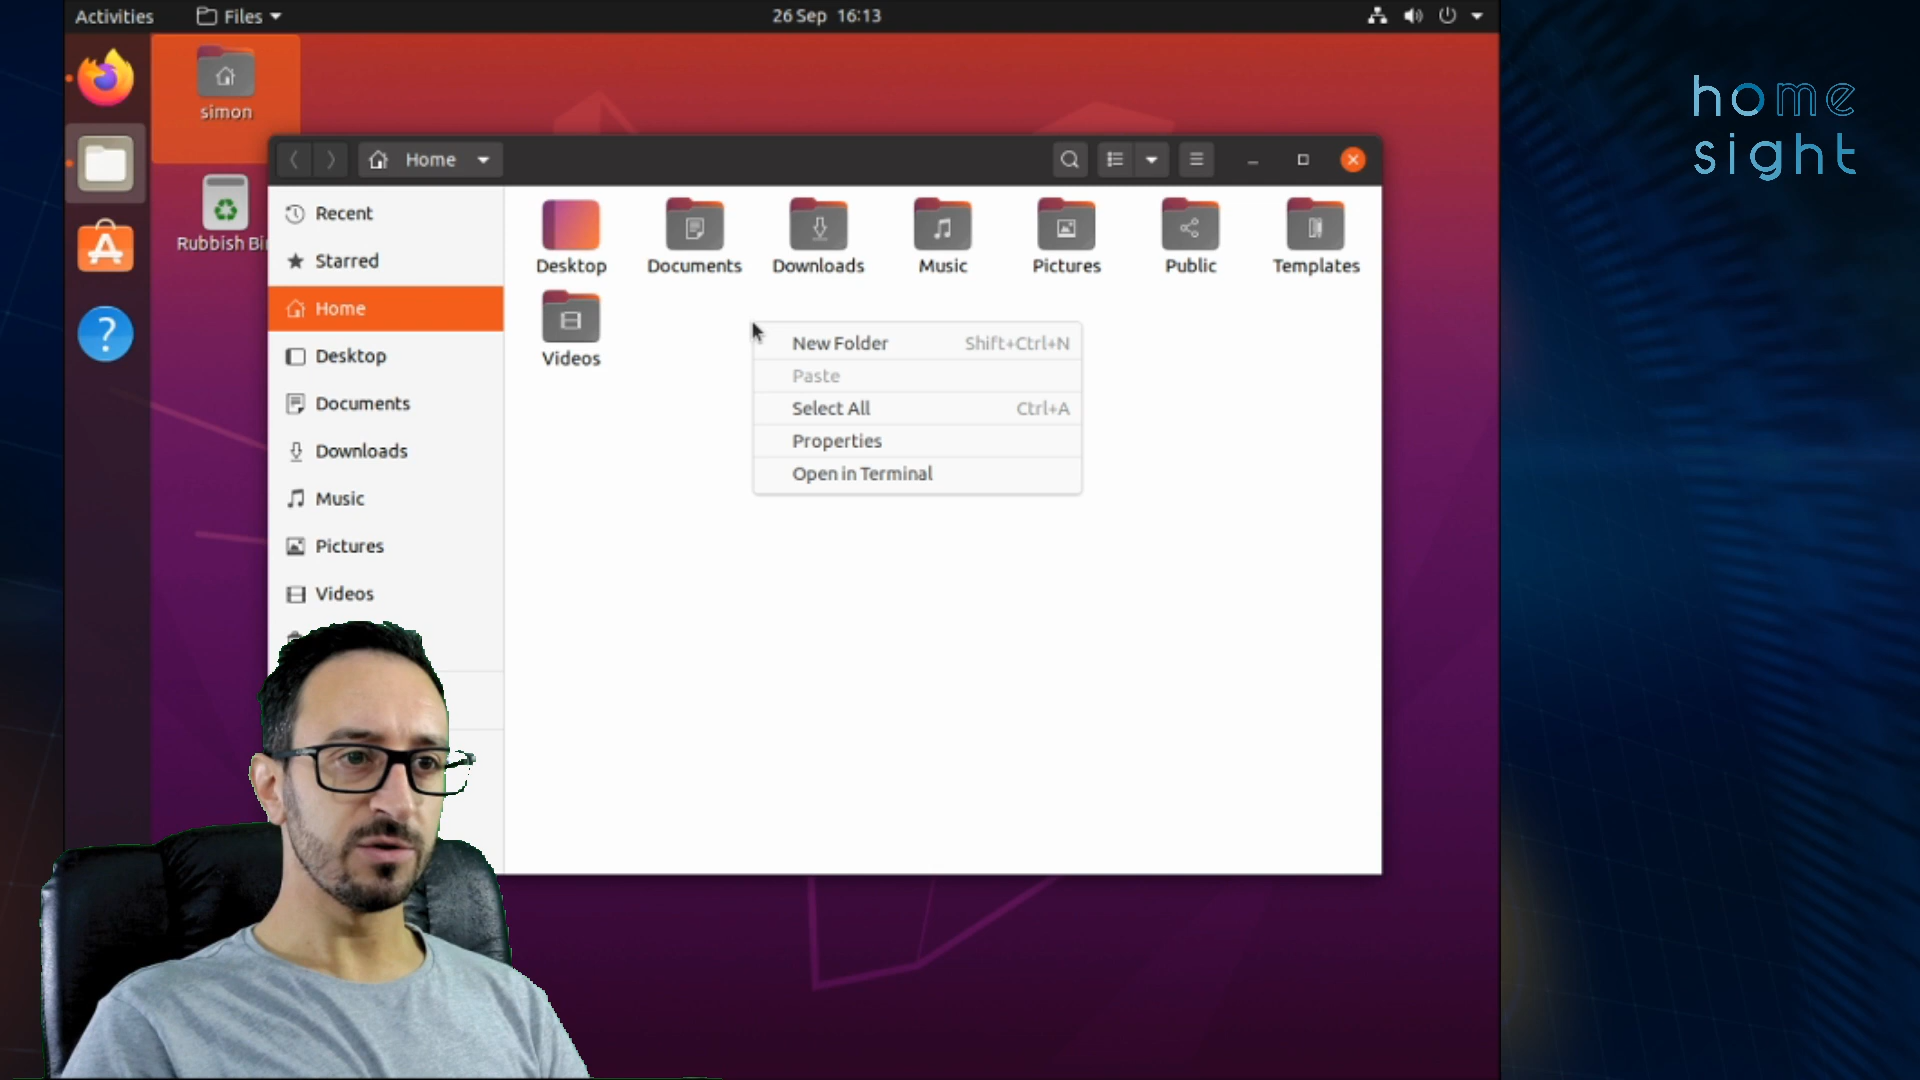 Activities
Files
26 Sep 16:13
home
sight
simon
Rubbish Bi
Home
Recent
Starred
Home
Desktop
Documents
Downloads
Music
Pictures
Videos
Desktop
Documents
Downloads
Music
Pictures
Public
Templates
Videos
New Folder Shift+Ctrl+N
Paste
Select All Ctrl+A
Properties
Open in Terminal
?